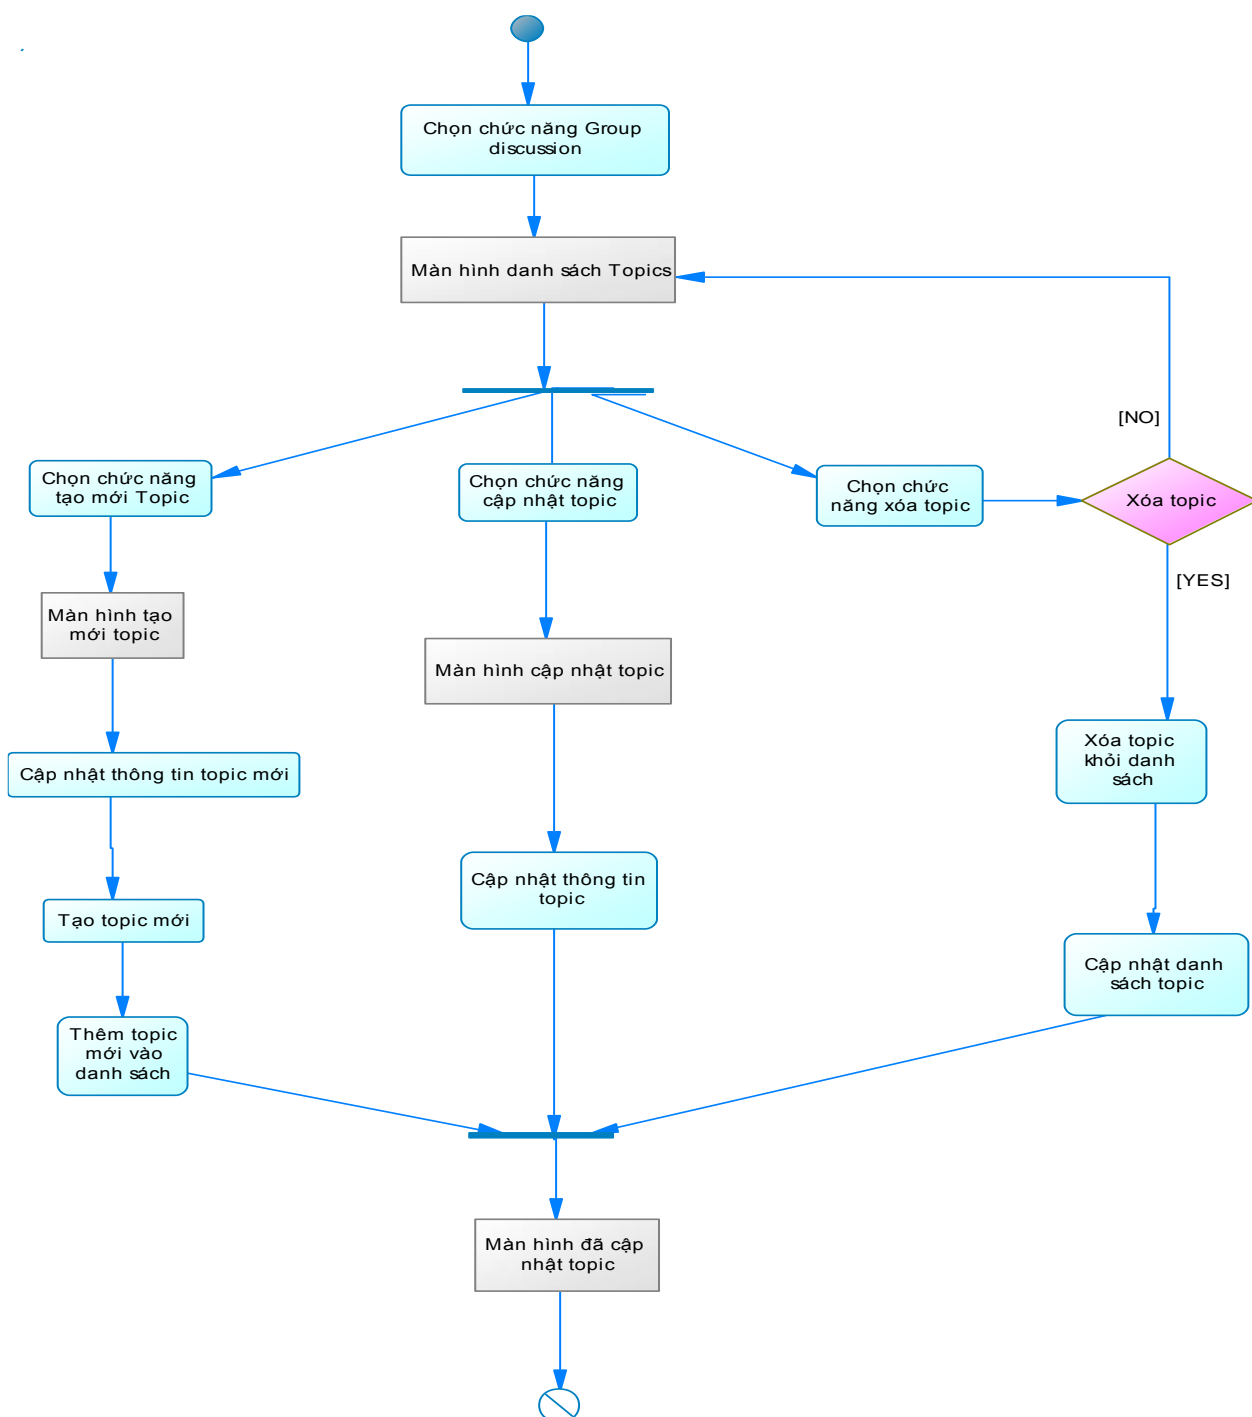 Chọn chức năng Group
discussion
Màn hình danh sách Topics
[NO]
Chọn chức năng
tạo mới Topic
Chọn chức năng
cập nhật topic
Chọn chức
năng xóa topic
Xóa topic
[YES]
Màn hình tạo
mới topic
Màn hình cập nhật topic
Xóa topic
khỏi danh
sách
Cập nhật thông tin topic mới
Cập nhật thông tin
topic
Tạo topic mới
Cập nhật danh
sách topic
Thêm topic
mới vào
danh sách
Màn hình đã cập
nhật topic